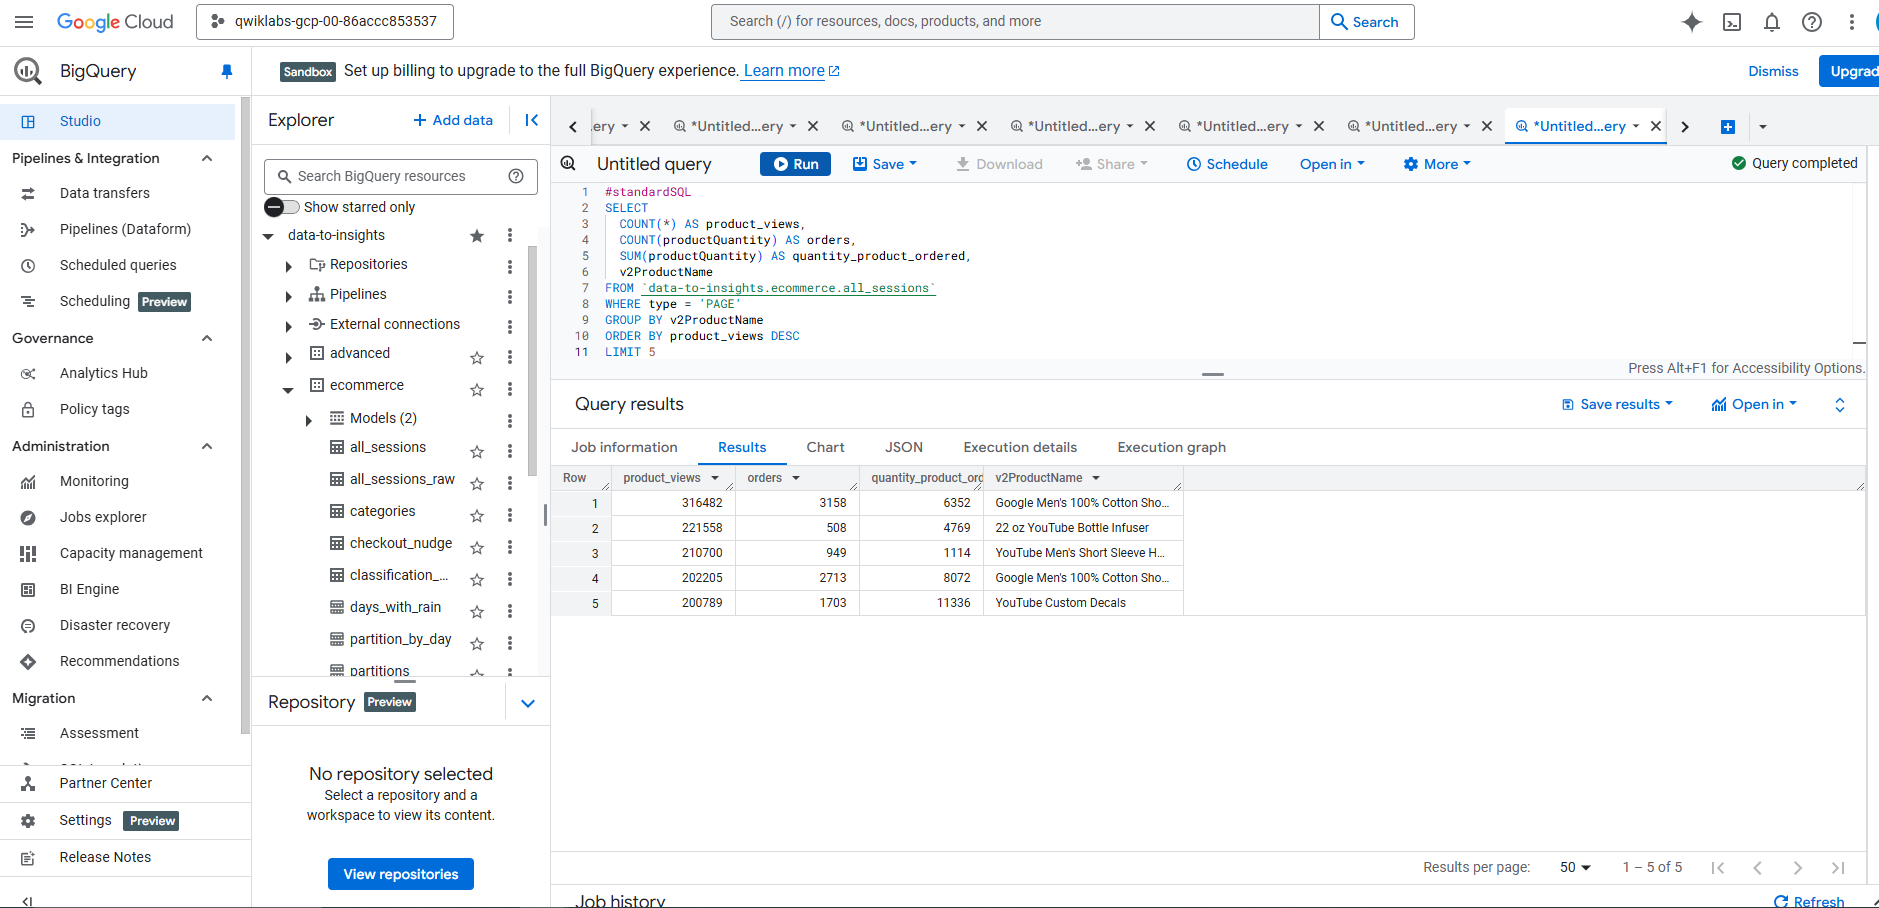 Google Cloud
qwiklabs-gcp-00-86accc853537
Search (/) for resources, docs, products, and more
Search
BigQuery
Sandbox Set up billing to upgrade to the full BigQuery experience. Learn more
Dismiss
Upgrad
Studio
Pipelines & Integration
Data transfers
Pipelines (Dataform)
Scheduled queries
Scheduling Preview
Governance
Analytics Hub
Policy tags
Administration
Monitoring
Jobs explorer
Capacity management
BI Engine
Disaster recovery
Recommendations
Migration
Assessment
Partner Center
Settings Preview
Release Notes
Explorer
Add data
Search BigQuery resources
Show starred only
data-to-insights
Repositories
Pipelines
External connections
advanced
ecommerce
Models (2)
all_sessions
all_sessions_raw
categories
checkout_nudge
classification_...
days_with_rain
partition_by_day
partitions
Repository Preview
No repository selected
Select a repository and a
workspace to view its content.
View repositories
ery *Untitled...ery *Untitled...ery *Untitled...ery *Untitled...ery *Untitled...ery *Untitled...ery
Untitled query Run Save Download Share Schedule Open in More Query completed
1 #standardSQL
2 SELECT
3 COUNT(*) AS product_views,
4 COUNT(productQuantity) AS orders,
5 SUM(productQuantity) AS quantity_product_ordered,
6 v2ProductName
7 FROM `data-to-insights.ecommerce.all_sessions`
8 WHERE type = 'PAGE'
9 GROUP BY v2ProductName
10 ORDER BY product_views DESC
11 LIMIT 5
Press Alt+F1 for Accessibility Options.
Query results Save results Open in
Job information Results Chart JSON Execution details Execution graph
Row product_views orders quantity_product_ord v2ProductName
1 316482 3158 6352 Google Men's 100% Cotton Sho...
2 221558 508 4769 22 oz YouTube Bottle Infuser
3 210700 949 1114 YouTube Men's Short Sleeve H...
4 202205 2713 8072 Google Men's 100% Cotton Sho...
5 200789 1703 11336 YouTube Custom Decals
Results per page: 50 1 – 5 of 5
Job history Refresh